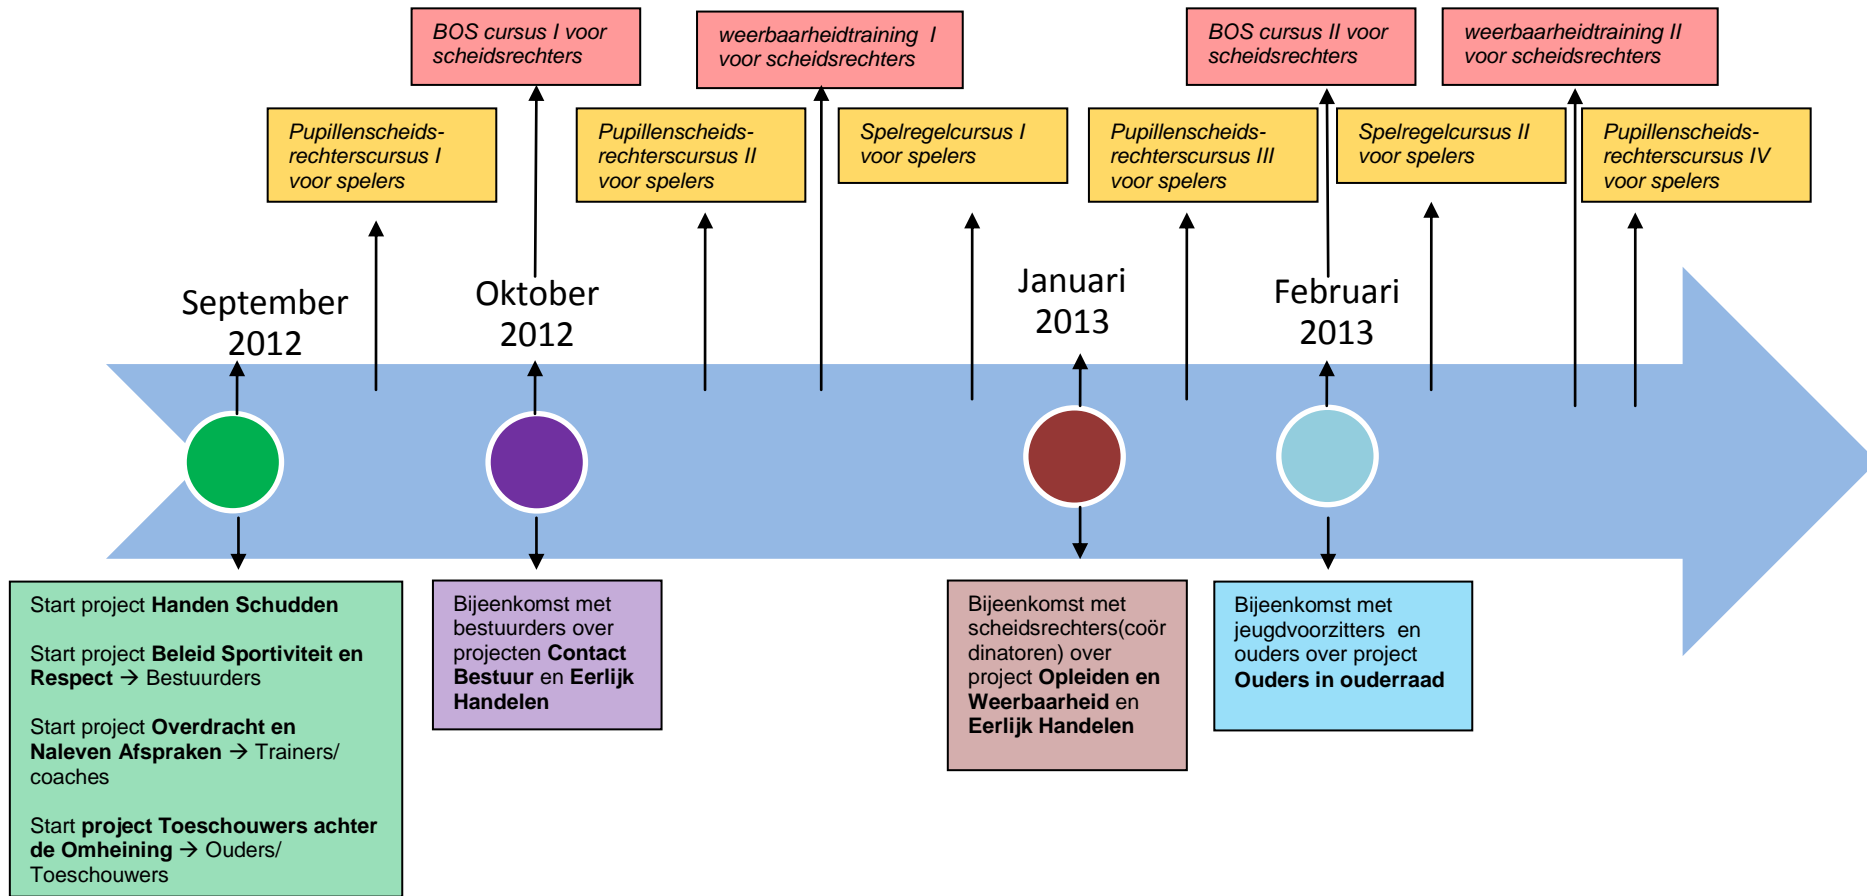 BOS cursus I voor
scheidsrechters
weerbaarheidtraining I
voor scheidsrechters
BOS cursus II voor
scheidsrechters
weerbaarheidtraining II
voor scheidsrechters
Pupillenscheids-
rechterscursus I
voor spelers
Pupillenscheids-
rechterscursus II
voor spelers
Spelregelcursus I
voor spelers
Pupillenscheids-
rechterscursus III
voor spelers
Spelregelcursus II
voor spelers
Pupillenscheids-
rechterscursus IV
voor spelers
September
2012
Oktober
2012
Januari
2013
Februari
2013
Start project Handen Schudden
Start project Beleid Sportiviteit en
Respect → Bestuurders
Start project Overdracht en
Naleven Afspraken → Trainers/
coaches
Start project Toeschouwers achter
de Omheining → Ouders/
Toeschouwers
Bijeenkomst met
bestuurders over
projecten Contact
Bestuur en Eerlijk
Handelen
Bijeenkomst met
scheidsrechters(coör
dinatoren) over
project Opleiden en
Weerbaarheid en
Eerlijk Handelen
Bijeenkomst met
jeugdvoorzitters en
ouders over project
Ouders in ouderraad